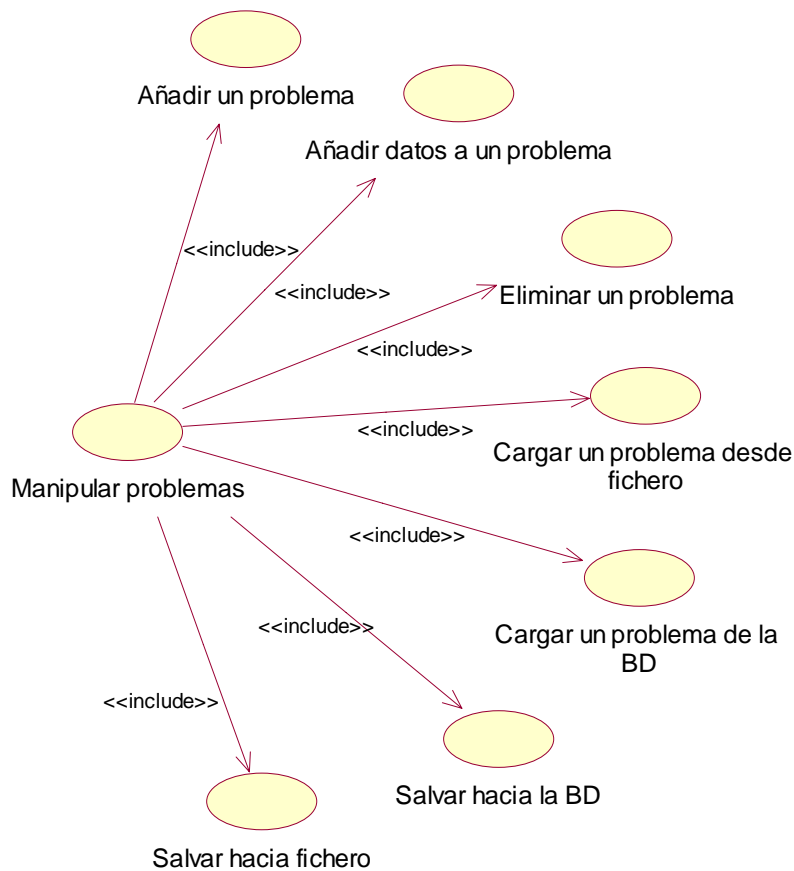 Añadir un problema
Añadir datos a un problema
<<include>>
<<include>>
Eliminar un problema
<<include>>
<<include>>
Cargar un problema desde
fichero
Manipular problemas
<<include>>
Cargar un problema de la
BD
<<include>>
<<include>>
Salvar hacia la BD
Salvar hacia fichero